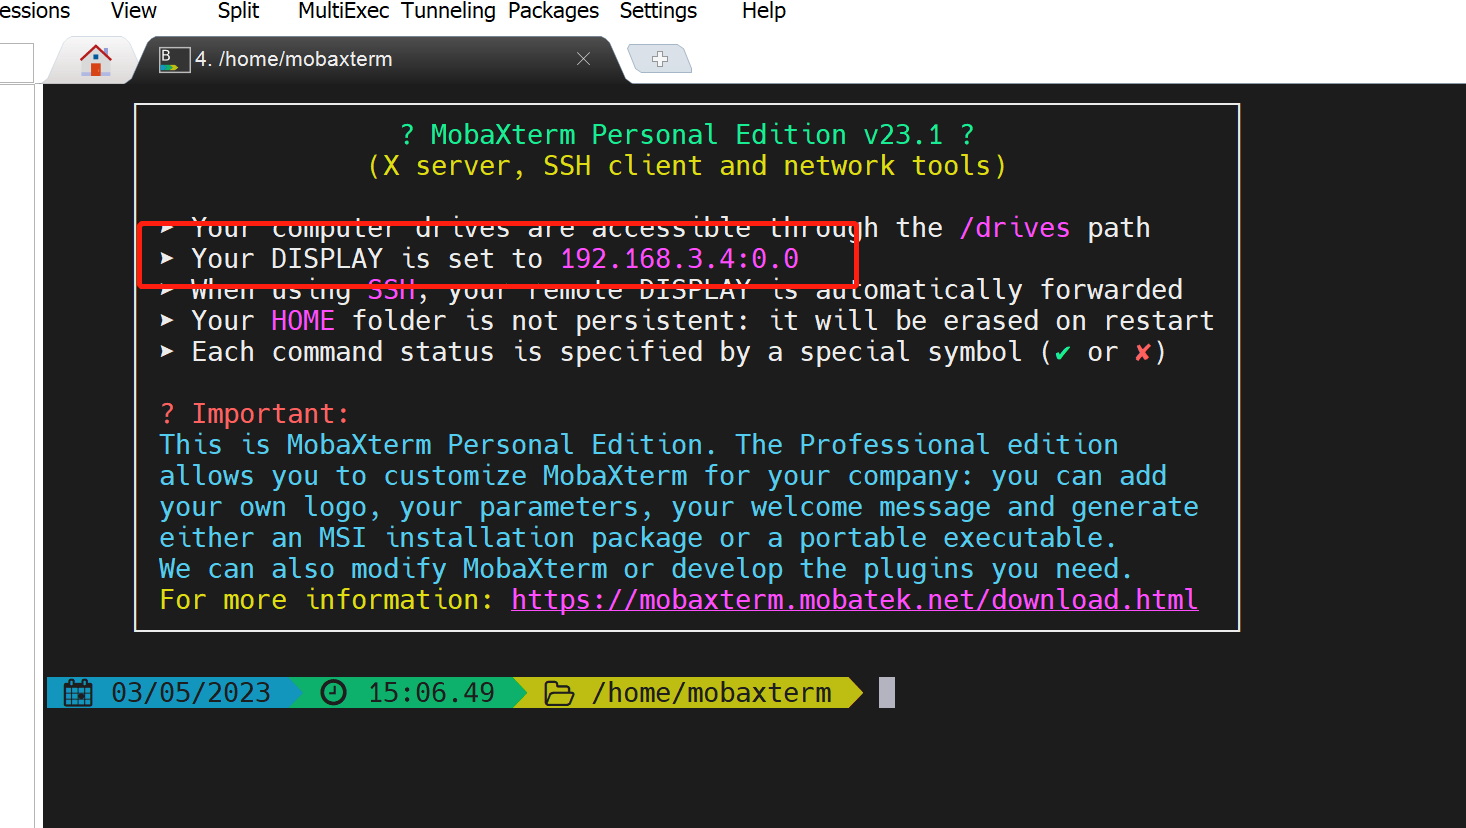 essions View Split MultiExec Tunneling Packages Settings Help
4. /home/mobaxterm
? MobaXterm Personal Edition v23.1 ?
(X server, SSH client and network tools)
➤ Your computer drives are accessible through the /drives path
➤ Your DISPLAY is set to 192.168.3.4:0.0
➤ When using SSH, your remote DISPLAY is automatically forwarded
➤ Your HOME folder is not persistent: it will be erased on restart
➤ Each command status is specified by a special symbol (✔ or ✘)
? Important:
This is MobaXterm Personal Edition. The Professional edition
allows you to customize MobaXterm for your company: you can add
your own logo, your parameters, your welcome message and generate
either an MSI installation package or a portable executable.
We can also modify MobaXterm or develop the plugins you need.
For more information: https://mobaxterm.mobatek.net/download.html
03/05/2023 15:06.49 /home/mobaxterm